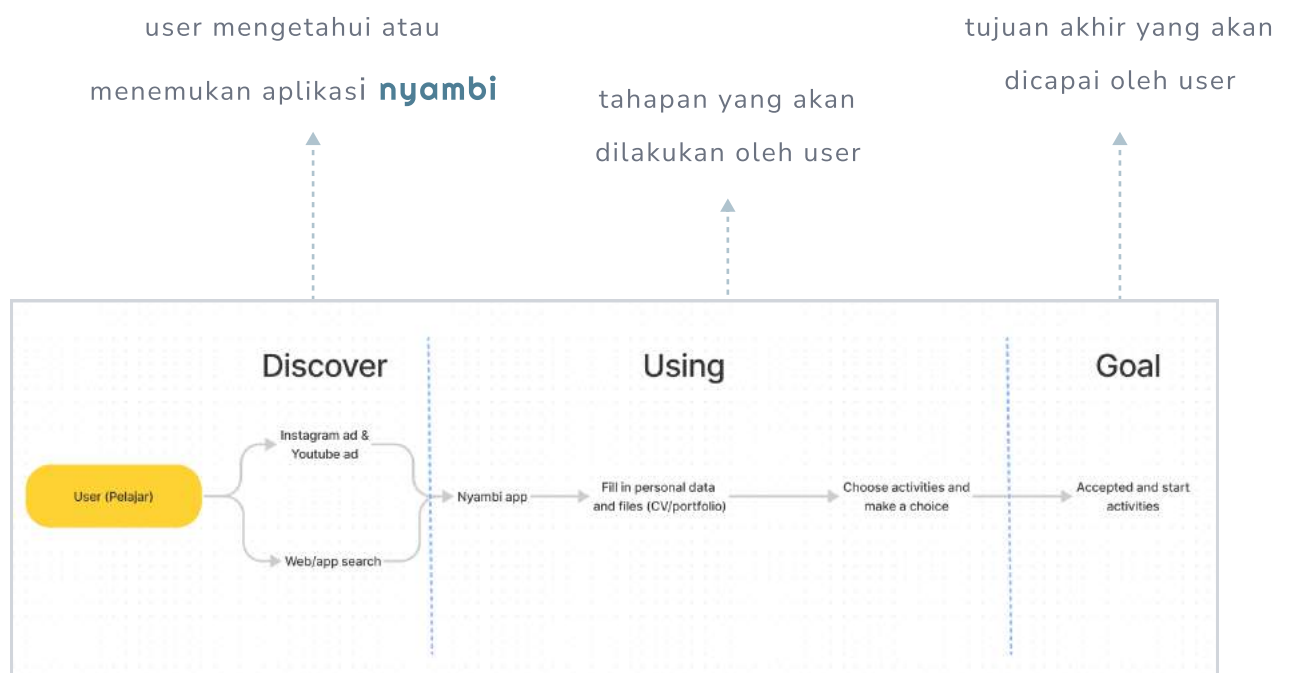 user mengetahui atau
menemukan aplikasi nyambi
tahapan yang akan
dilakukan oleh user
tujuan akhir yang akan
dicapai oleh user
Discover
Using
Goal
User (Pelajar)
Instagram ad &
Youtube ad
Web/app search
Nyambi app
Fill in personal data
and files (CV/portfolio)
Choose activities and
make a choice
Accepted and start
activities